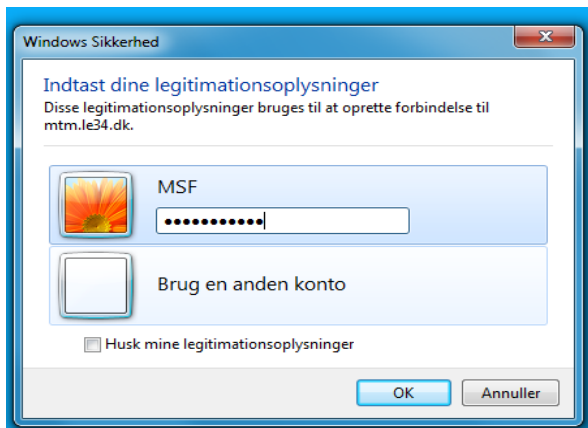 Windows Sikkerhed
Indtast dine legitimationsoplysninger
Disse legitimationsoplysninger bruges til at oprette forbindelse til
mtm.le34.dk.
MSF
●●●●●●●●●●●
Brug en anden konto
Husk mine legitimationsoplysninger
OK
Annuller